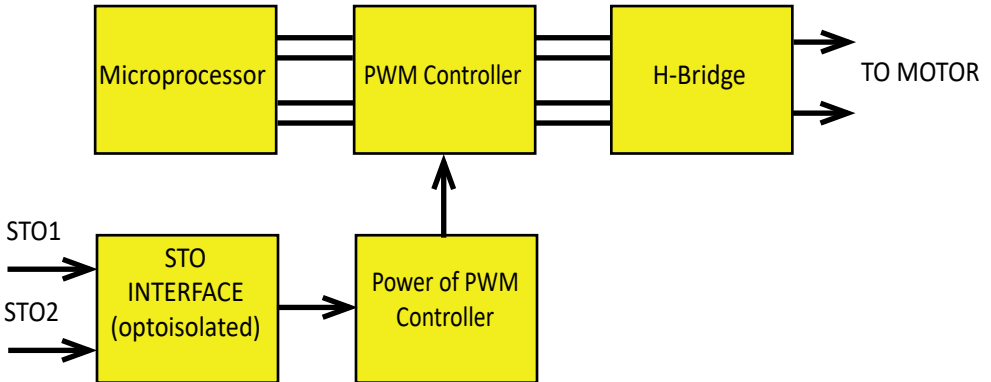 Microprocessor
PWM Controller
H-Bridge
TO MOTOR
STO1
STO2
STO
INTERFACE
(optoisolated)
Power of PWM
Controller